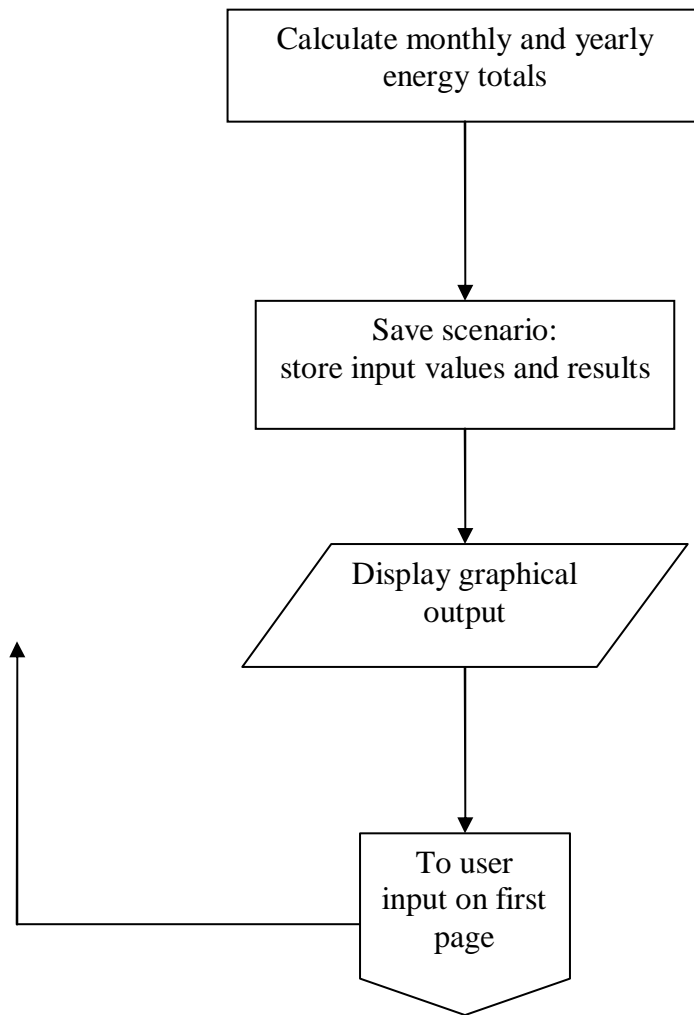 Calculate monthly and yearly
energy totals
Save scenario:
store input values and results
Display graphical
output
To user
input on first
page